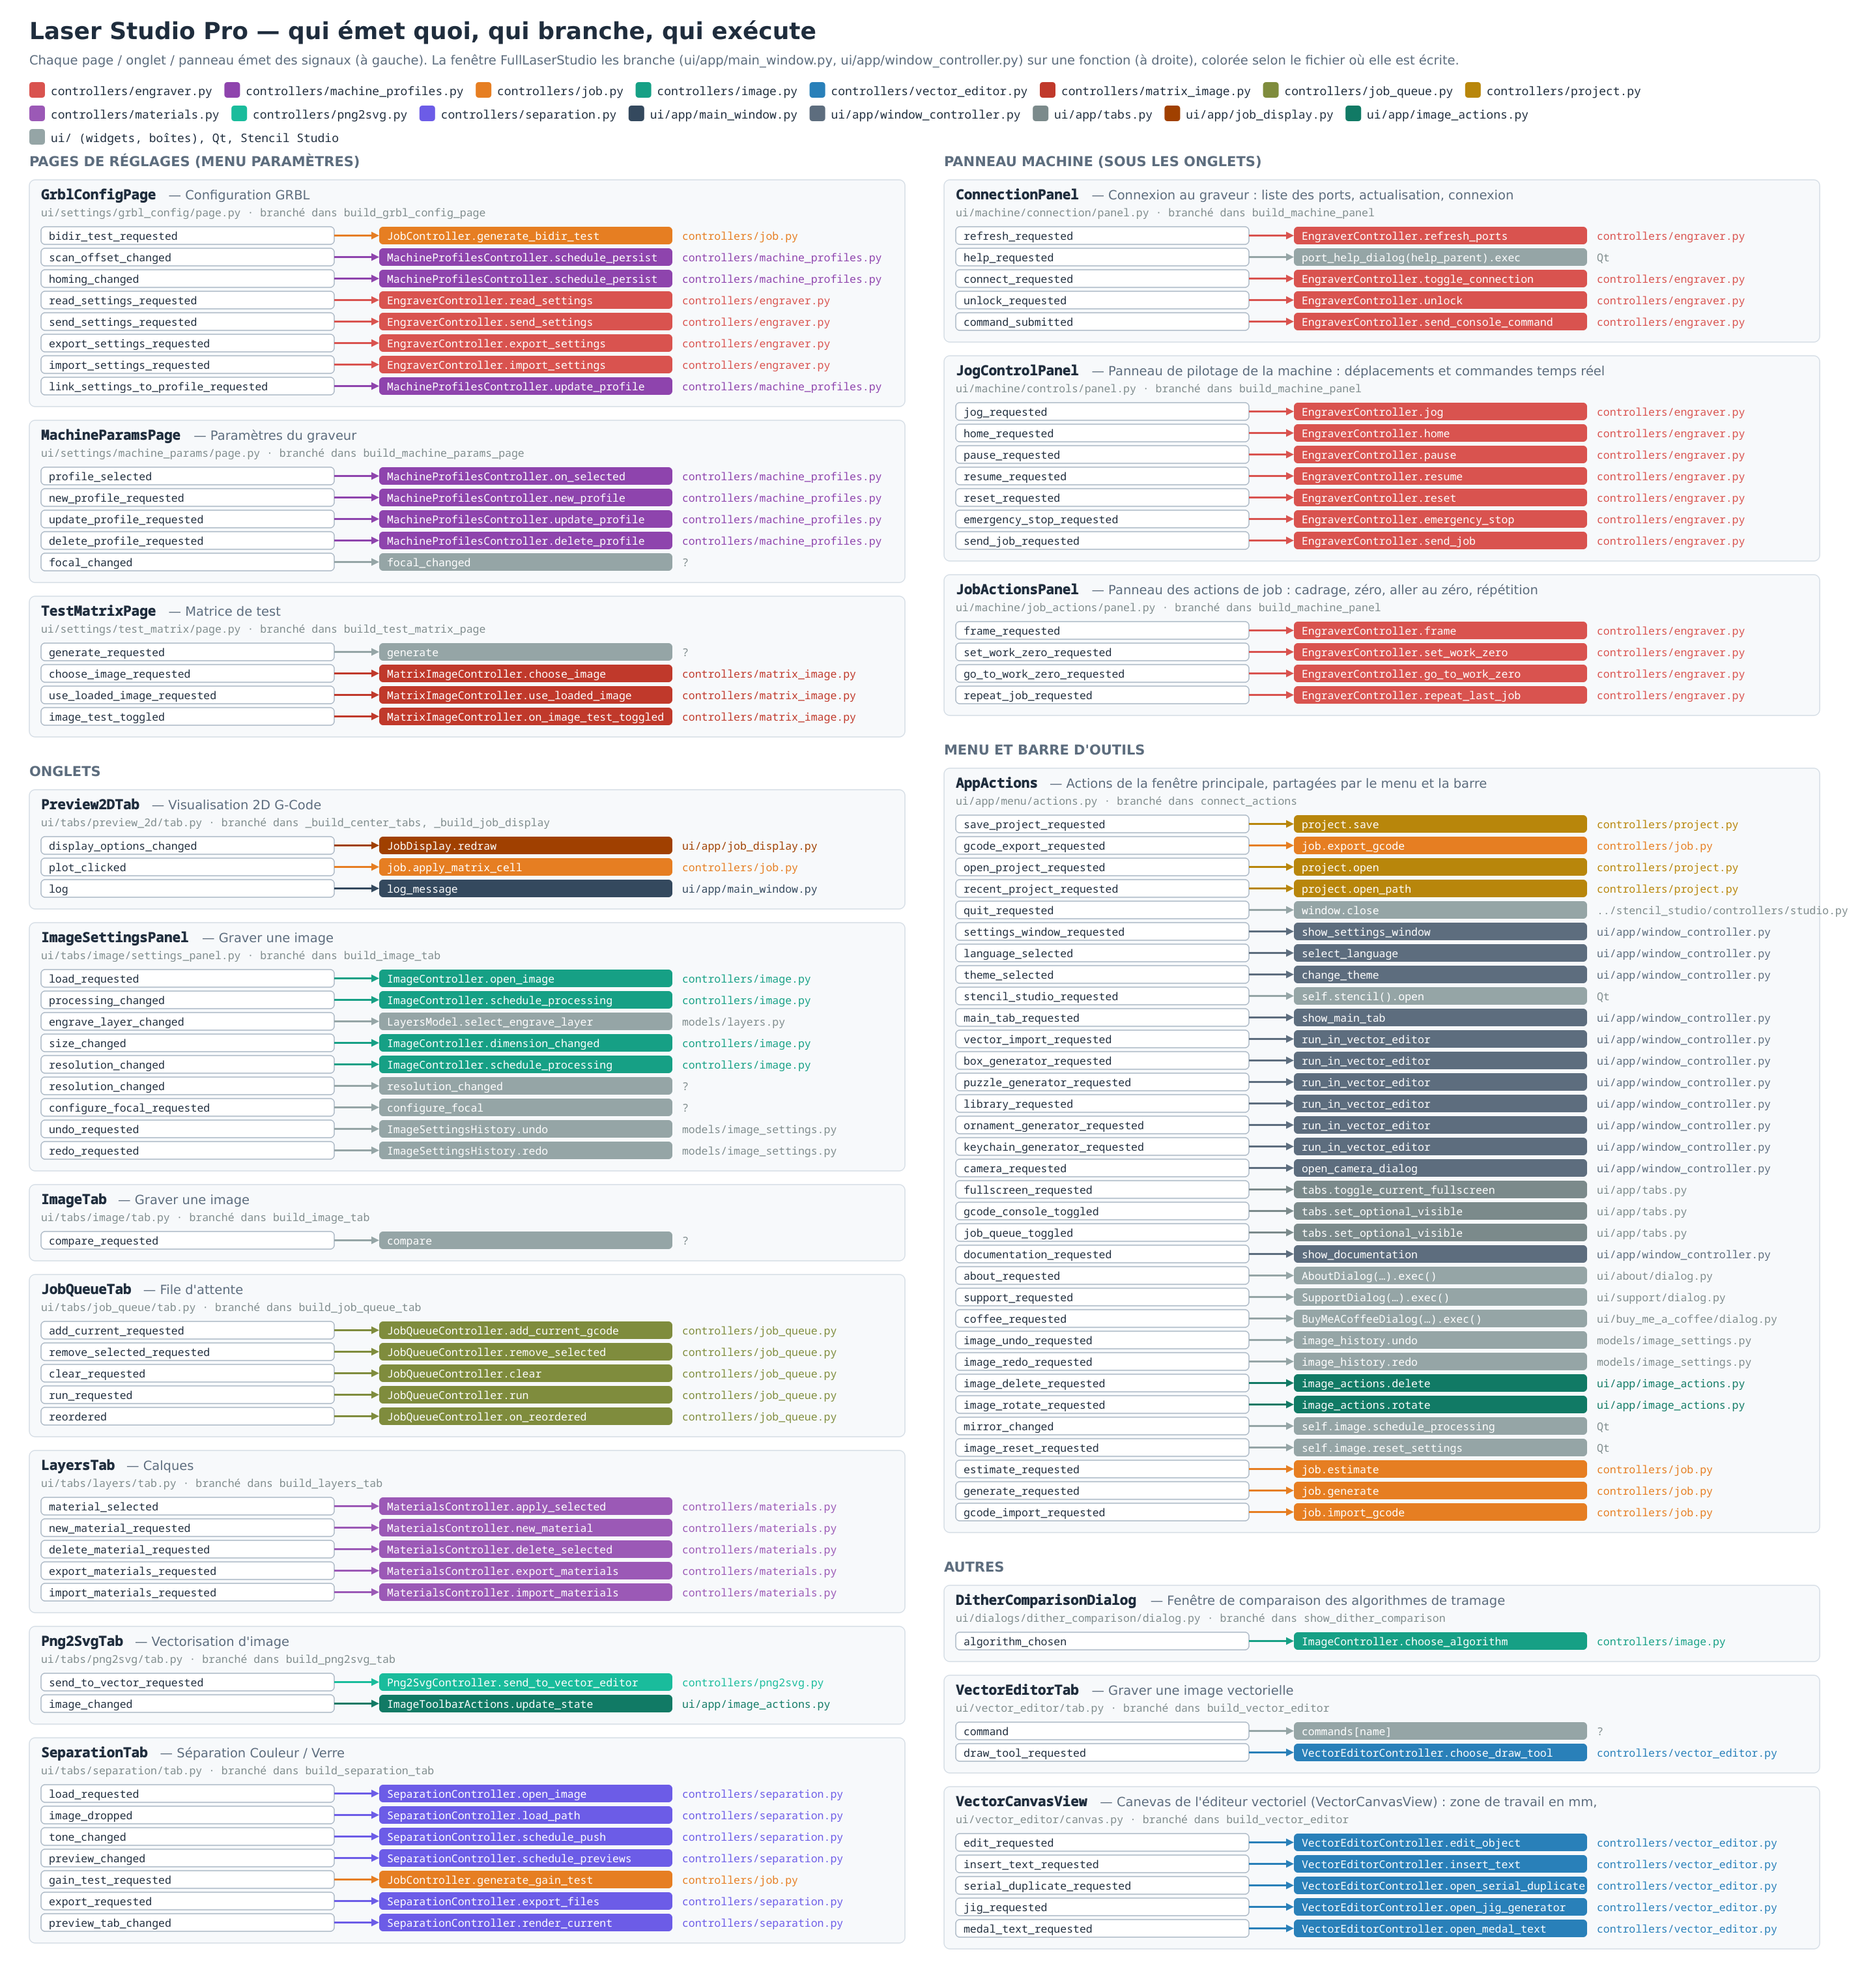 Laser Studio Pro — qui émet quoi, qui branche, qui exécute
Chaque page / onglet / panneau émet des signaux (à gauche). La fenêtre FullLaserStudio les branche (ui/app/main_window.py, ui/app/window_controller.py) sur une fonction (à droite), colorée selon le fichier où elle est écrite.
controllers/engraver.py controllers/machine_profiles.py controllers/job.py controllers/image.py controllers/vector_editor.py controllers/matrix_image.py controllers/job_queue.py controllers/project.py
controllers/materials.py controllers/png2svg.py controllers/separation.py ui/app/main_window.py ui/app/window_controller.py ui/app/tabs.py ui/app/job_display.py ui/app/image_actions.py
ui/ (widgets, boîtes), Qt, Stencil Studio
PAGES DE RÉGLAGES (MENU PARAMÈTRES)
GrblConfigPage — Configuration GRBL
ui/settings/grbl_config/page.py · branché dans build_grbl_config_page
bidir_test_requested JobController.generate_bidir_test controllers/job.py
scan_offset_changed MachineProfilesController.schedule_persist controllers/machine_profiles.py
homing_changed MachineProfilesController.schedule_persist controllers/machine_profiles.py
read_settings_requested EngraverController.read_settings controllers/engraver.py
send_settings_requested EngraverController.send_settings controllers/engraver.py
export_settings_requested EngraverController.export_settings controllers/engraver.py
import_settings_requested EngraverController.import_settings controllers/engraver.py
link_settings_to_profile_requested MachineProfilesController.update_profile controllers/machine_profiles.py
MachineParamsPage — Paramètres du graveur
ui/settings/machine_params/page.py · branché dans build_machine_params_page
profile_selected MachineProfilesController.on_selected controllers/machine_profiles.py
new_profile_requested MachineProfilesController.new_profile controllers/machine_profiles.py
update_profile_requested MachineProfilesController.update_profile controllers/machine_profiles.py
delete_profile_requested MachineProfilesController.delete_profile controllers/machine_profiles.py
focal_changed focal_changed ?
TestMatrixPage — Matrice de test
ui/settings/test_matrix/page.py · branché dans build_test_matrix_page
generate_requested generate ?
choose_image_requested MatrixImageController.choose_image controllers/matrix_image.py
use_loaded_image_requested MatrixImageController.use_loaded_image controllers/matrix_image.py
image_test_toggled MatrixImageController.on_image_test_toggled controllers/matrix_image.py
ONGLETS
Preview2DTab — Visualisation 2D G-Code
ui/tabs/preview_2d/tab.py · branché dans _build_center_tabs, _build_job_display
display_options_changed JobDisplay.redraw ui/app/job_display.py
plot_clicked job.apply_matrix_cell controllers/job.py
log log_message ui/app/main_window.py
ImageSettingsPanel — Graver une image
ui/tabs/image/settings_panel.py · branché dans build_image_tab
load_requested ImageController.open_image controllers/image.py
processing_changed ImageController.schedule_processing controllers/image.py
engrave_layer_changed LayersModel.select_engrave_layer models/layers.py
size_changed ImageController.dimension_changed controllers/image.py
resolution_changed ImageController.schedule_processing controllers/image.py
resolution_changed resolution_changed ?
configure_focal_requested configure_focal ?
undo_requested ImageSettingsHistory.undo models/image_settings.py
redo_requested ImageSettingsHistory.redo models/image_settings.py
ImageTab — Graver une image
ui/tabs/image/tab.py · branché dans build_image_tab
compare_requested compare ?
JobQueueTab — File d'attente
ui/tabs/job_queue/tab.py · branché dans build_job_queue_tab
add_current_requested JobQueueController.add_current_gcode controllers/job_queue.py
remove_selected_requested JobQueueController.remove_selected controllers/job_queue.py
clear_requested JobQueueController.clear controllers/job_queue.py
run_requested JobQueueController.run controllers/job_queue.py
reordered JobQueueController.on_reordered controllers/job_queue.py
LayersTab — Calques
ui/tabs/layers/tab.py · branché dans build_layers_tab
material_selected MaterialsController.apply_selected controllers/materials.py
new_material_requested MaterialsController.new_material controllers/materials.py
delete_material_requested MaterialsController.delete_selected controllers/materials.py
export_materials_requested MaterialsController.export_materials controllers/materials.py
import_materials_requested MaterialsController.import_materials controllers/materials.py
Png2SvgTab — Vectorisation d'image
ui/tabs/png2svg/tab.py · branché dans build_png2svg_tab
send_to_vector_requested Png2SvgController.send_to_vector_editor controllers/png2svg.py
image_changed ImageToolbarActions.update_state ui/app/image_actions.py
SeparationTab — Séparation Couleur / Verre
ui/tabs/separation/tab.py · branché dans build_separation_tab
load_requested SeparationController.open_image controllers/separation.py
image_dropped SeparationController.load_path controllers/separation.py
tone_changed SeparationController.schedule_push controllers/separation.py
preview_changed SeparationController.schedule_previews controllers/separation.py
gain_test_requested JobController.generate_gain_test controllers/job.py
export_requested SeparationController.export_files controllers/separation.py
preview_tab_changed SeparationController.render_current controllers/separation.py
PANNEAU MACHINE (SOUS LES ONGLETS)
ConnectionPanel — Connexion au graveur : liste des ports, actualisation, connexion
ui/machine/connection/panel.py · branché dans build_machine_panel
refresh_requested EngraverController.refresh_ports controllers/engraver.py
help_requested port_help_dialog(help_parent).exec Qt
connect_requested EngraverController.toggle_connection controllers/engraver.py
unlock_requested EngraverController.unlock controllers/engraver.py
command_submitted EngraverController.send_console_command controllers/engraver.py
JogControlPanel — Panneau de pilotage de la machine : déplacements et commandes temps réel
ui/machine/controls/panel.py · branché dans build_machine_panel
jog_requested EngraverController.jog controllers/engraver.py
home_requested EngraverController.home controllers/engraver.py
pause_requested EngraverController.pause controllers/engraver.py
resume_requested EngraverController.resume controllers/engraver.py
reset_requested EngraverController.reset controllers/engraver.py
emergency_stop_requested EngraverController.emergency_stop controllers/engraver.py
send_job_requested EngraverController.send_job controllers/engraver.py
JobActionsPanel — Panneau des actions de job : cadrage, zéro, aller au zéro, répétition
ui/machine/job_actions/panel.py · branché dans build_machine_panel
frame_requested EngraverController.frame controllers/engraver.py
set_work_zero_requested EngraverController.set_work_zero controllers/engraver.py
go_to_work_zero_requested EngraverController.go_to_work_zero controllers/engraver.py
repeat_job_requested EngraverController.repeat_last_job controllers/engraver.py
MENU ET BARRE D'OUTILS
AppActions — Actions de la fenêtre principale, partagées par le menu et la barre
ui/app/menu/actions.py · branché dans connect_actions
save_project_requested project.save controllers/project.py
gcode_export_requested job.export_gcode controllers/job.py
open_project_requested project.open controllers/project.py
recent_project_requested project.open_path controllers/project.py
quit_requested window.close ../stencil_studio/controllers/studio.py
settings_window_requested show_settings_window ui/app/window_controller.py
language_selected select_language ui/app/window_controller.py
theme_selected change_theme ui/app/window_controller.py
stencil_studio_requested self.stencil().open Qt
main_tab_requested show_main_tab ui/app/window_controller.py
vector_import_requested run_in_vector_editor ui/app/window_controller.py
box_generator_requested run_in_vector_editor ui/app/window_controller.py
puzzle_generator_requested run_in_vector_editor ui/app/window_controller.py
library_requested run_in_vector_editor ui/app/window_controller.py
ornament_generator_requested run_in_vector_editor ui/app/window_controller.py
keychain_generator_requested run_in_vector_editor ui/app/window_controller.py
camera_requested open_camera_dialog ui/app/window_controller.py
fullscreen_requested tabs.toggle_current_fullscreen ui/app/tabs.py
gcode_console_toggled tabs.set_optional_visible ui/app/tabs.py
job_queue_toggled tabs.set_optional_visible ui/app/tabs.py
documentation_requested show_documentation ui/app/window_controller.py
about_requested AboutDialog(…).exec() ui/about/dialog.py
support_requested SupportDialog(…).exec() ui/support/dialog.py
coffee_requested BuyMeACoffeeDialog(…).exec() ui/buy_me_a_coffee/dialog.py
image_undo_requested image_history.undo models/image_settings.py
image_redo_requested image_history.redo models/image_settings.py
image_delete_requested image_actions.delete ui/app/image_actions.py
image_rotate_requested image_actions.rotate ui/app/image_actions.py
mirror_changed self.image.schedule_processing Qt
image_reset_requested self.image.reset_settings Qt
estimate_requested job.estimate controllers/job.py
generate_requested job.generate controllers/job.py
gcode_import_requested job.import_gcode controllers/job.py
AUTRES
DitherComparisonDialog — Fenêtre de comparaison des algorithmes de tramage
ui/dialogs/dither_comparison/dialog.py · branché dans show_dither_comparison
algorithm_chosen ImageController.choose_algorithm controllers/image.py
VectorEditorTab — Graver une image vectorielle
ui/vector_editor/tab.py · branché dans build_vector_editor
command commands[name] ?
draw_tool_requested VectorEditorController.choose_draw_tool controllers/vector_editor.py
VectorCanvasView — Canevas de l'éditeur vectoriel (VectorCanvasView) : zone de travail en mm,
ui/vector_editor/canvas.py · branché dans build_vector_editor
edit_requested VectorEditorController.edit_object controllers/vector_editor.py
insert_text_requested VectorEditorController.insert_text controllers/vector_editor.py
serial_duplicate_requested VectorEditorController.open_serial_duplicate controllers/vector_editor.py
jig_requested VectorEditorController.open_jig_generator controllers/vector_editor.py
medal_text_requested VectorEditorController.open_medal_text controllers/vector_editor.py